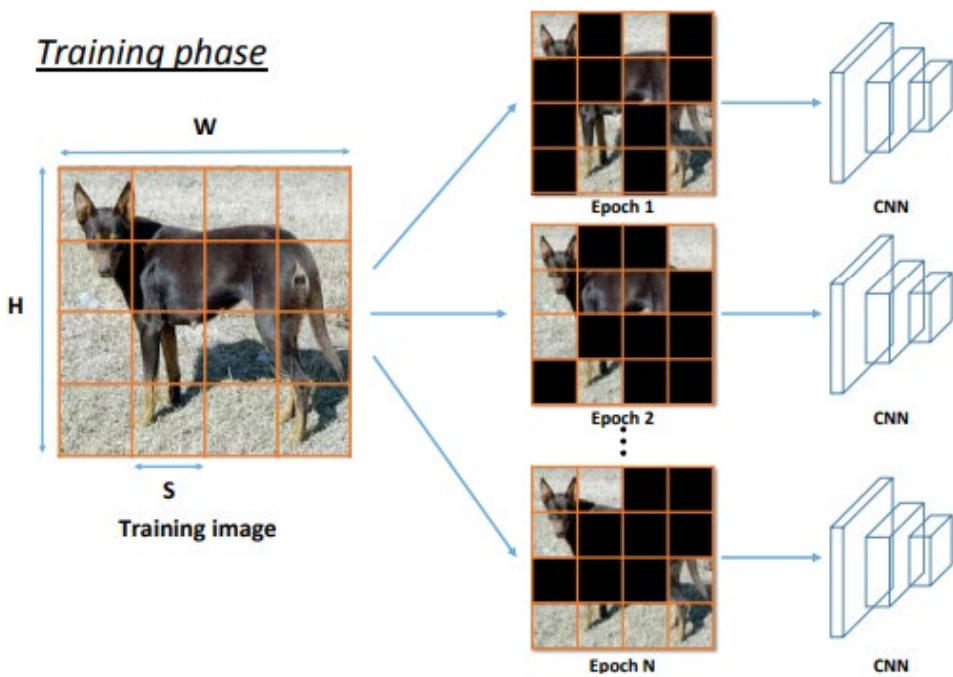 Training phase
W
H
S
Training image
Epoch 1
CNN
Epoch 2
CNN
Epoch N
CNN